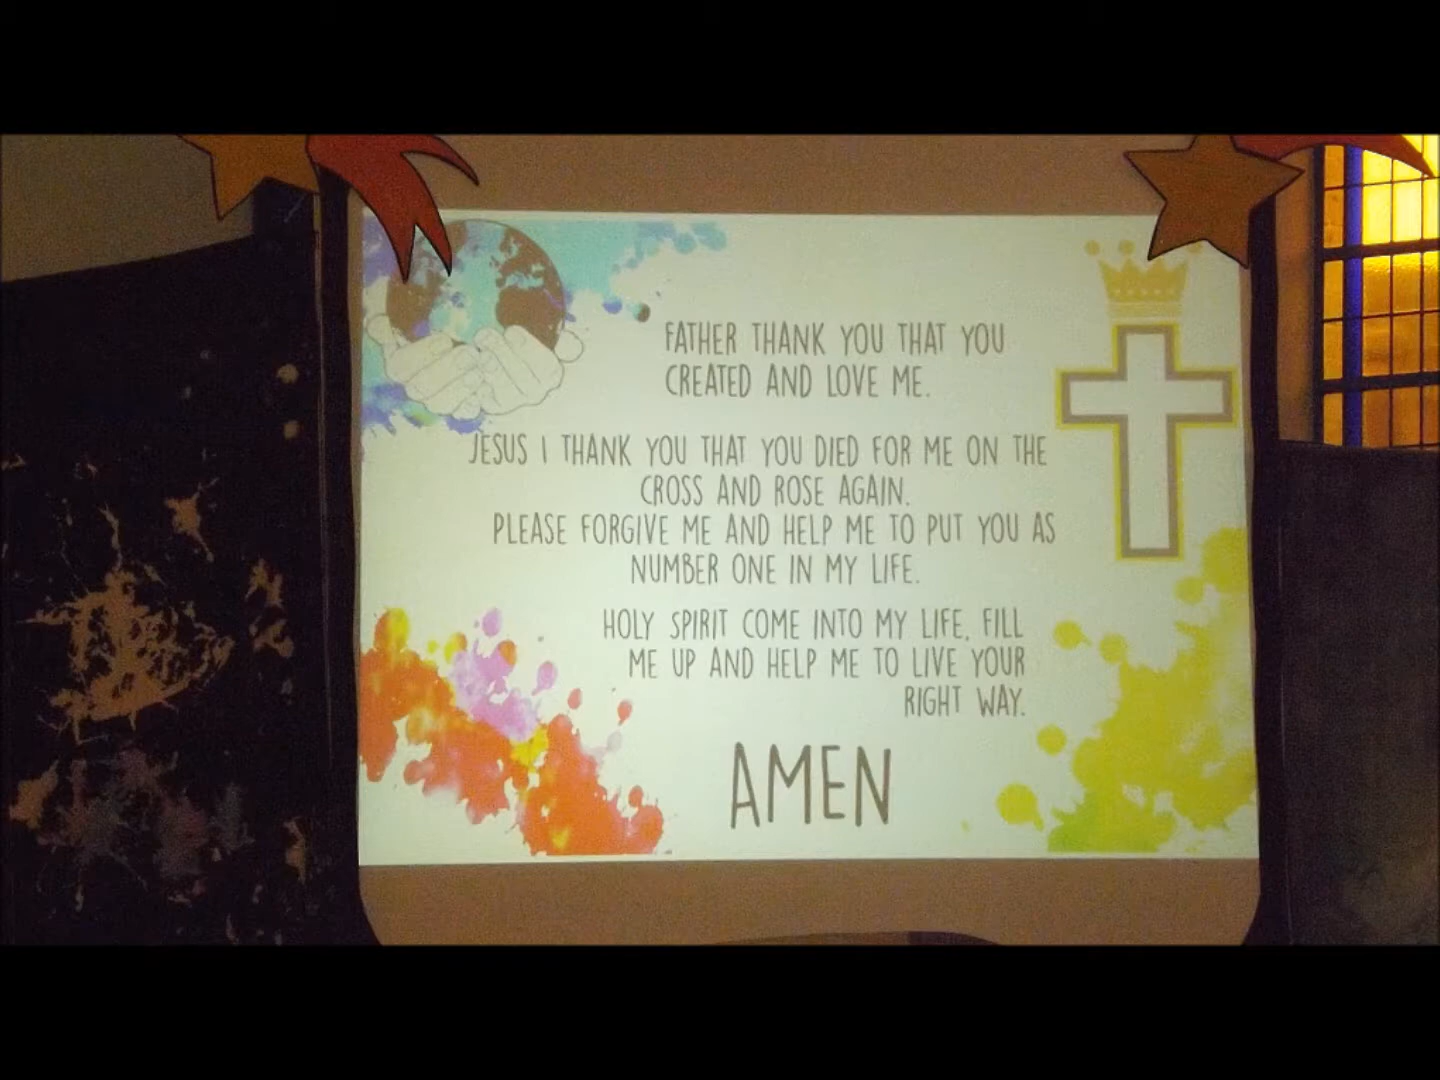 FATHER THANK YOU THAT YOU
CREATED AND LOVE ME.
JESUS I THANK YOU THAT YOU DIED FOR ME ON THE
CROSS AND ROSE AGAIN.
PLEASE FORGIVE ME AND HELP ME TO PUT YOU AS
NUMBER ONE IN MY LIFE.
HOLY SPIRIT COME INTO MY LIFE, FILL
ME UP AND HELP ME TO LIVE YOUR
RIGHT WAY.
AMEN